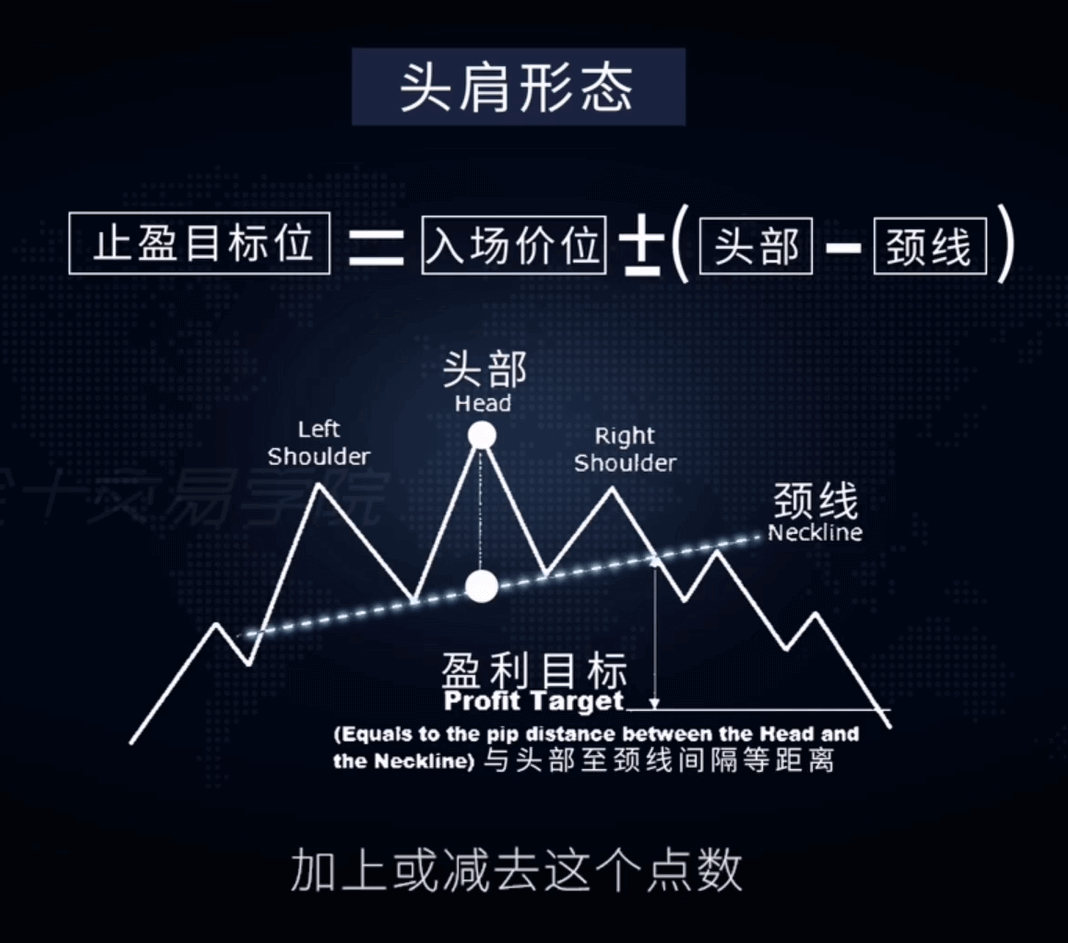 头肩形态
止盈目标位 = 入场价位 ± ( 头部 - 颈线 )
头部
Head
Left
Shoulder
Right
Shoulder
颈线
Neckline
盈利目标
Profit Target
(Equals to the pip distance between the Head and
the Neckline) 与头部至颈线间隔等距离
十交易学院
加上或减去这个点数